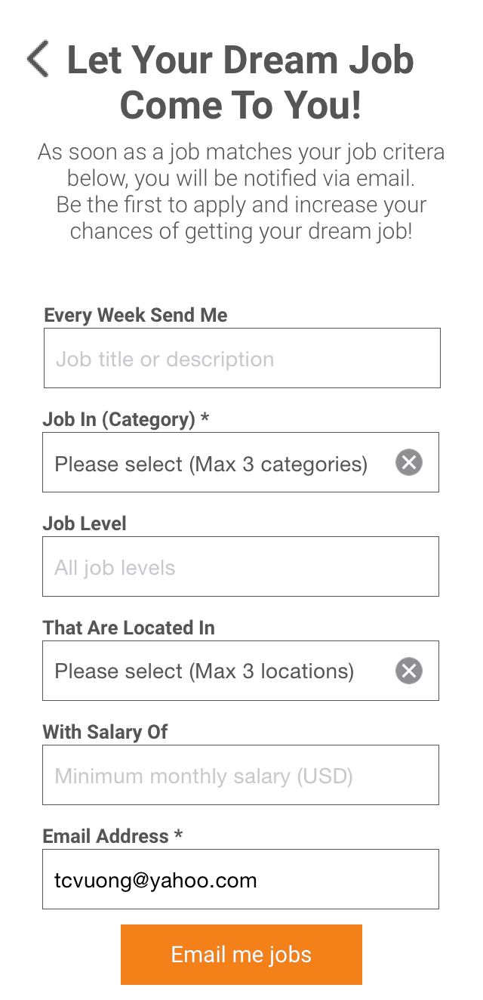 Let Your Dream Job
Come To You!
As soon as a job matches your job critera
below, you will be notified via email.
Be the first to apply and increase your
chances of getting your dream job!
Every Week Send Me
Job title or description
Job In (Category) *
Please select (Max 3 categories)
Job Level
All job levels
That Are Located In
Please select (Max 3 locations)
With Salary Of
Minimum monthly salary (USD)
Email Address *
tcvuong@yahoo.com
Email me jobs